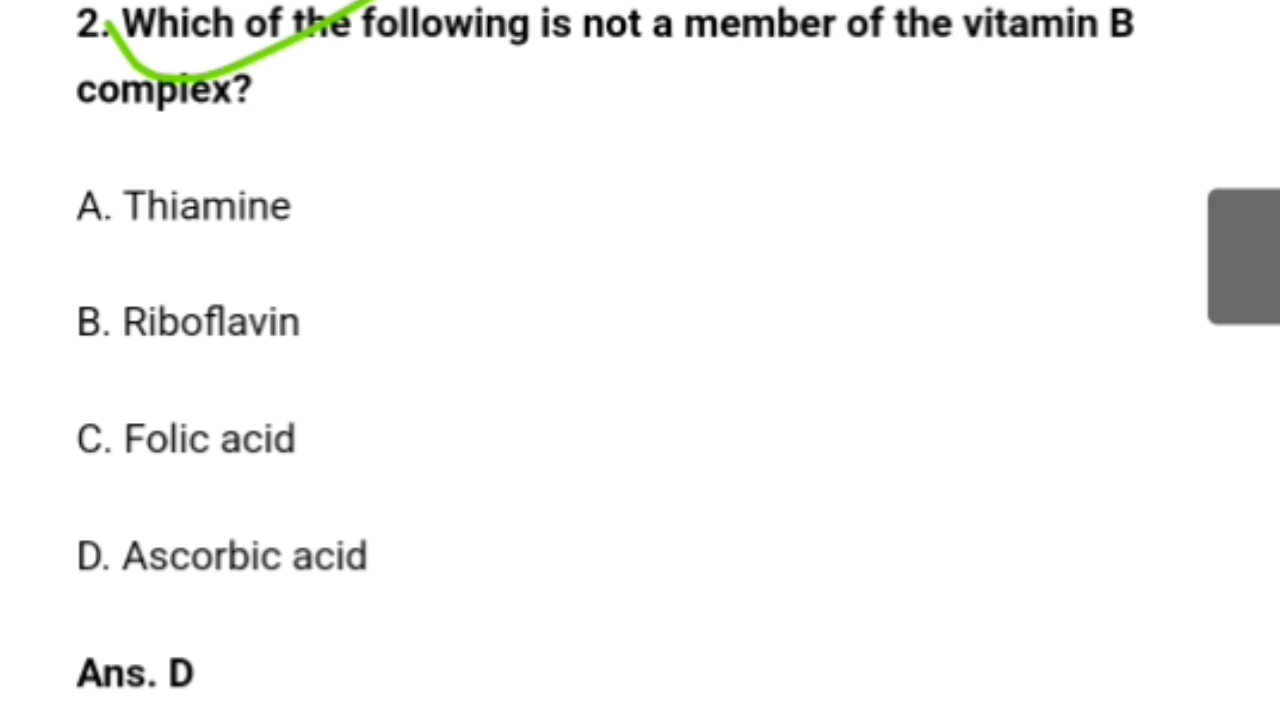 2. Which of the following is not a member of the vitamin B
complex?
A. Thiamine
B. Riboflavin
C. Folic acid
D. Ascorbic acid
Ans. D